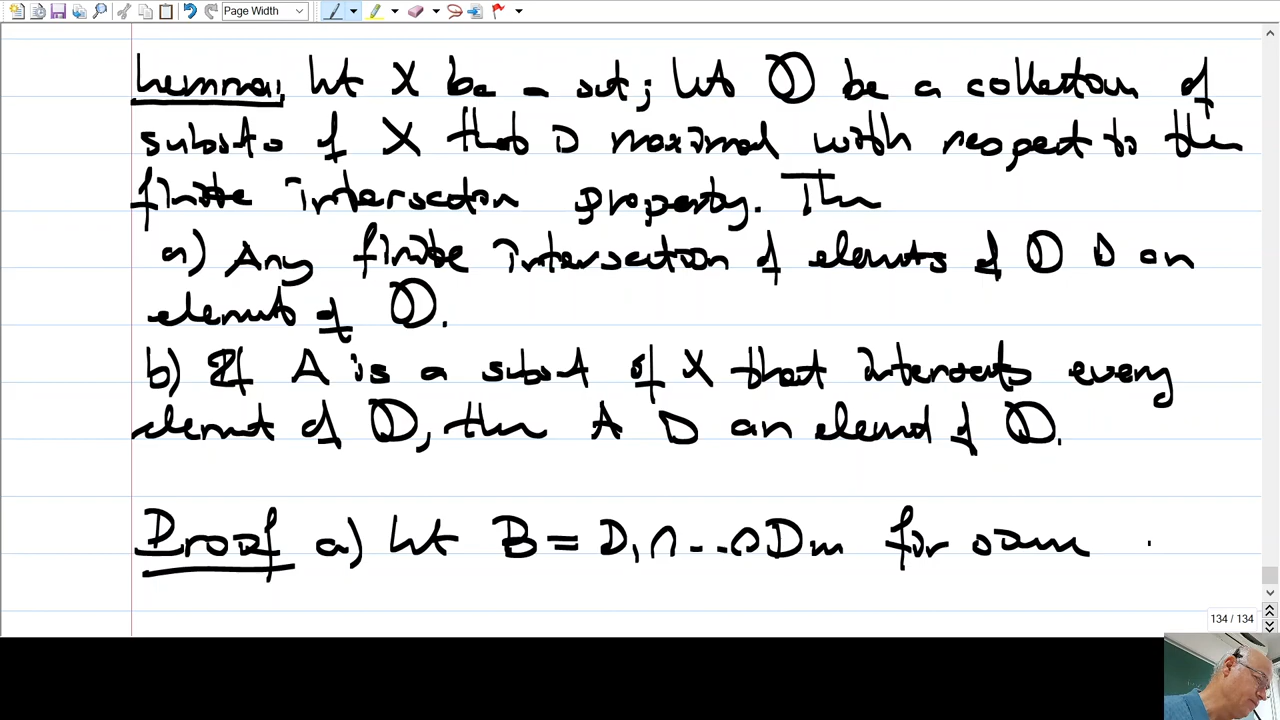 Page Width
Lemma: Let X be a set; let 𝔻 be a collection of
subsets of X that is maximal with respect to the
finite intersection property. Then
a) Any finite intersection of elements of 𝔻 is an
element of 𝔻.
b) If A is a subset of X that intersects every
element of 𝔻, then A is an element of 𝔻.
Proof a) Let B = D₁∩...∩Dm for some
134 / 134